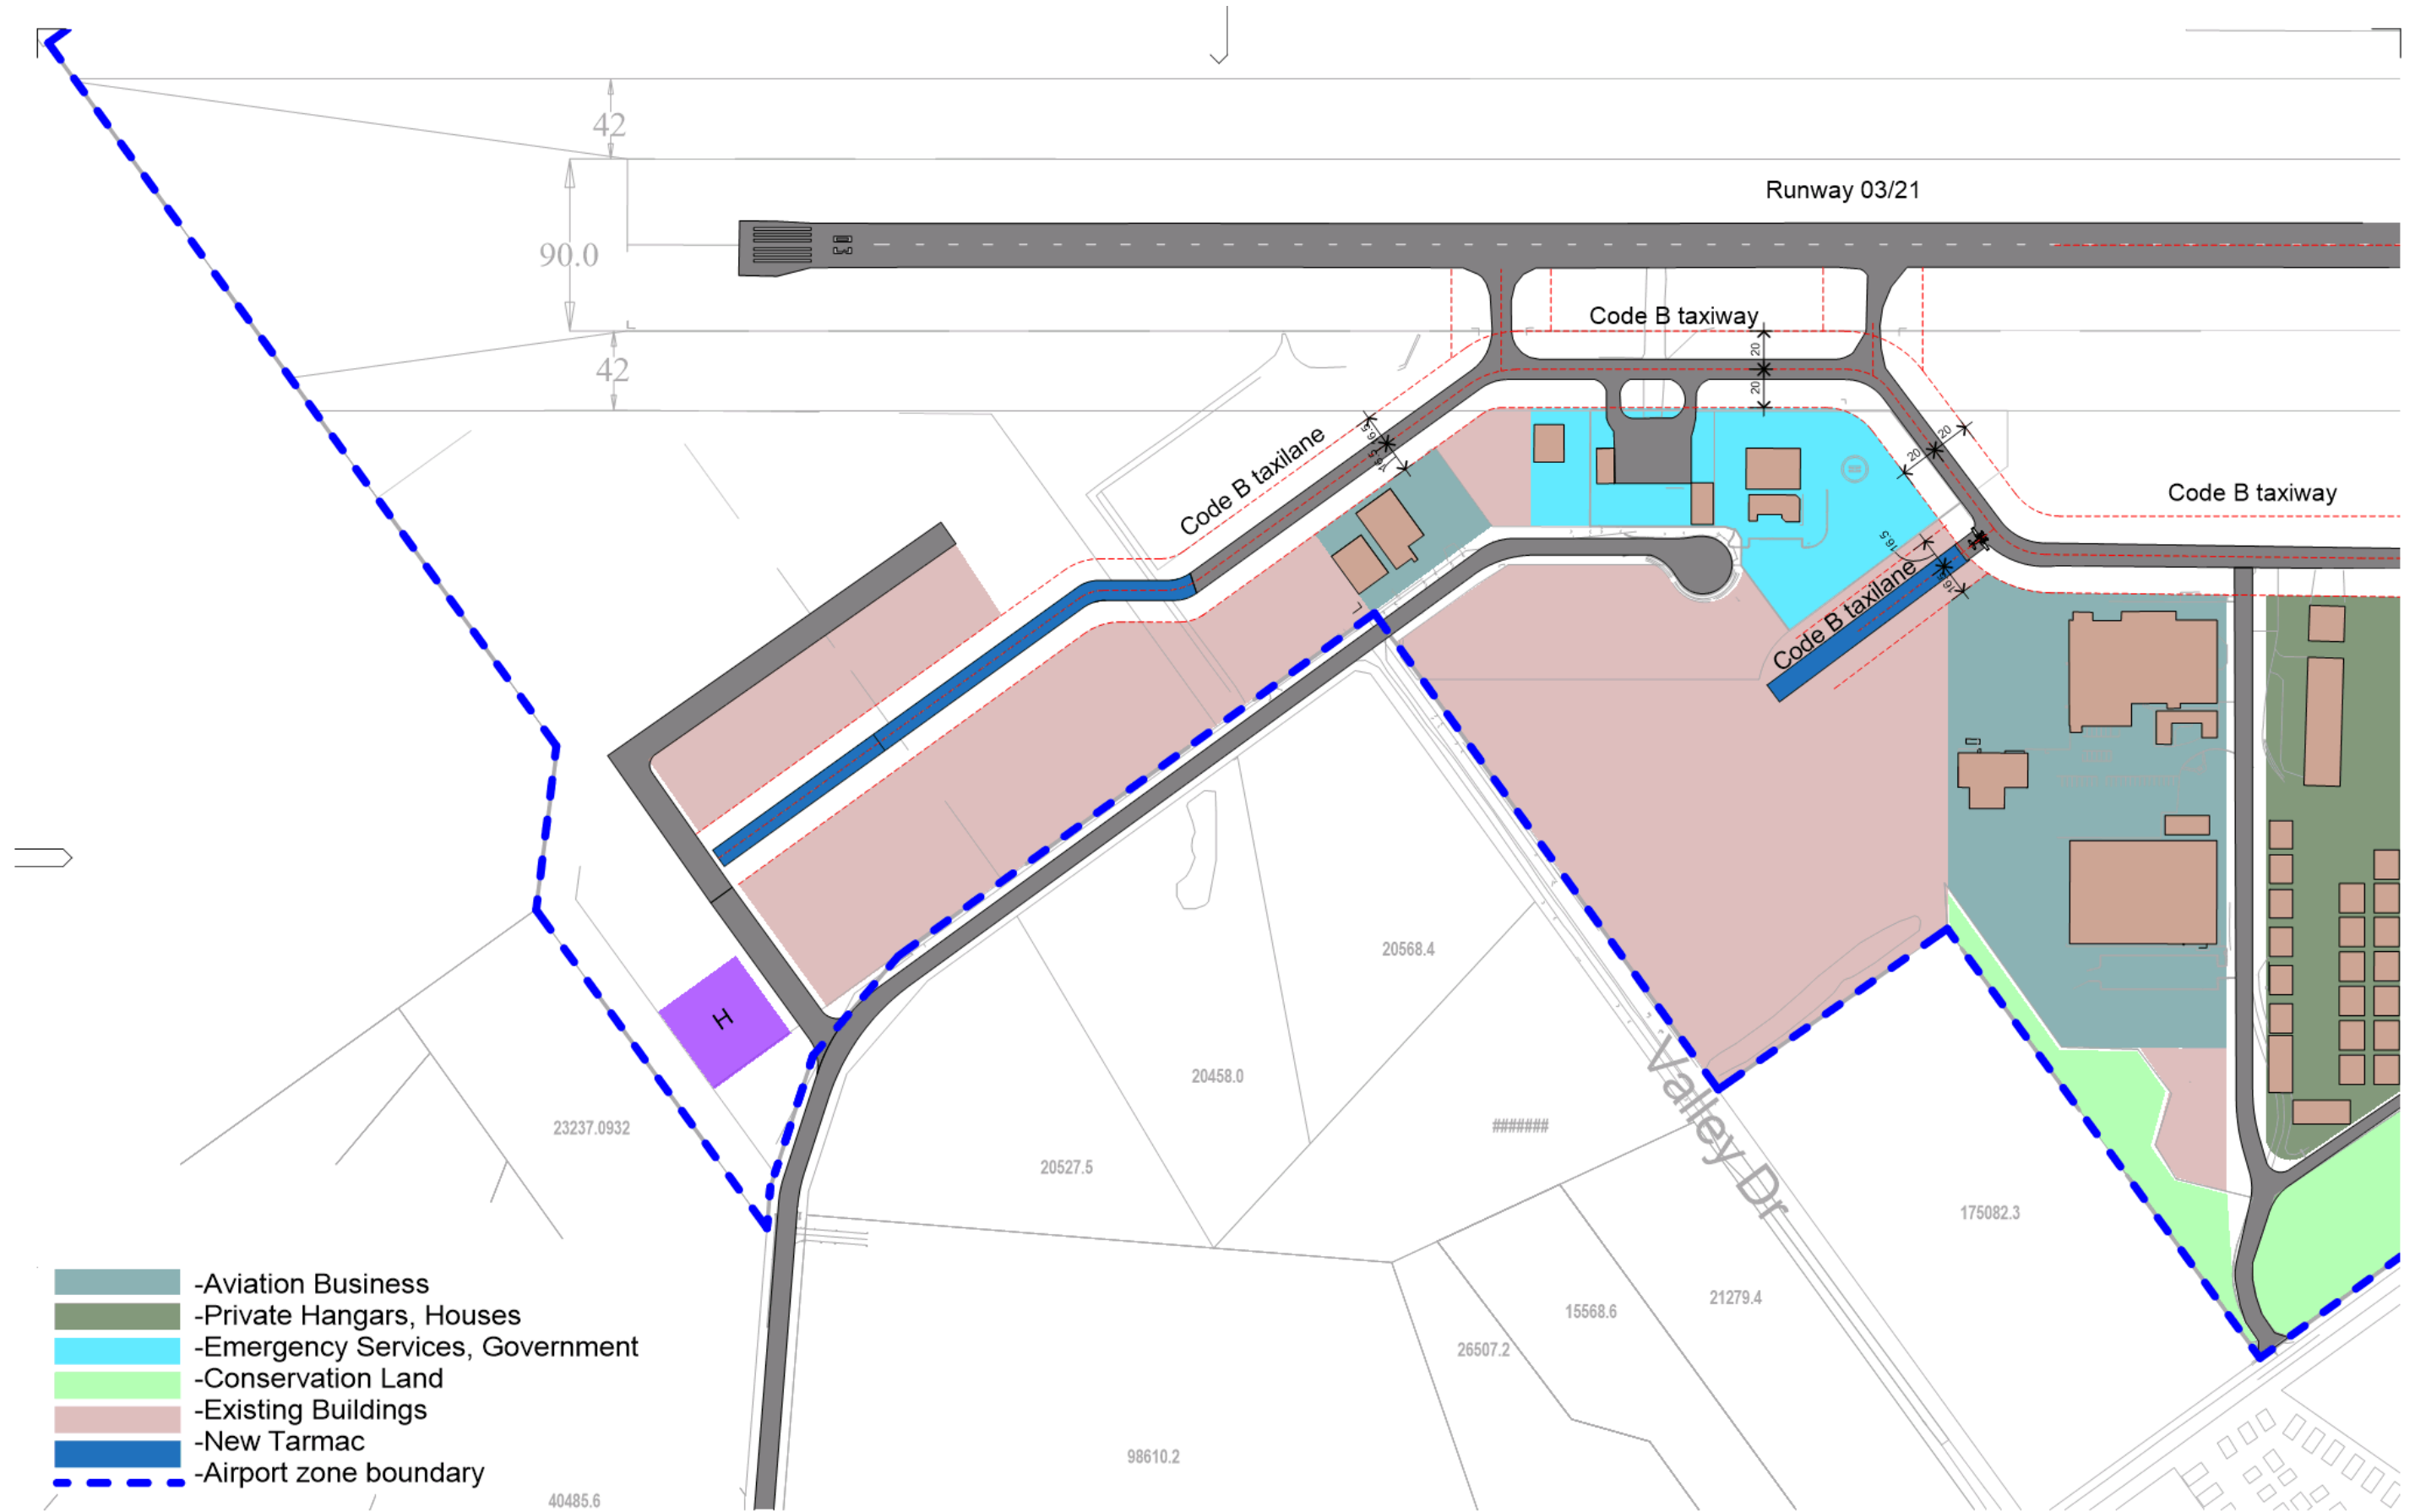 42
Runway 03/21
90.0
Code B taxiway
20
42
20
16.5
16.5
Code B taxilane
20
20
Code B taxiway
16.5
16.5
Code B taxilane
20568.4
H
20458.0
Valley Dr
23237.0932
#######
20527.5
175082.3
-Aviation Business
21279.4
-Private Hangars, Houses
15568.6
-Emergency Services, Government
26507.2
-Conservation Land
-Existing Buildings
-New Tarmac
98610.2
-Airport zone boundary
40485.6